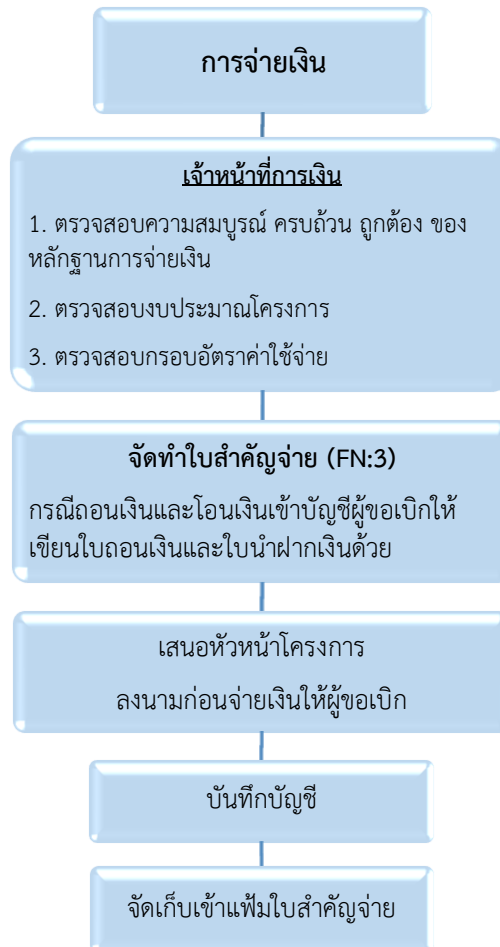 การจ่ายเงิน
เจ้าหน้าที่การเงิน
1. ตรวจสอบความสมบูรณ์ ครบถ้วน ถูกต้อง ของ
หลักฐานการจ่ายเงิน
2. ตรวจสอบงบประมาณโครงการ
3. ตรวจสอบกรอบอัตราค่าใช้จ่าย
จัดทำใบสำคัญจ่าย (FN:3)
กรณีถอนเงินและโอนเงินเข้าบัญชีผู้ขอเบิกให้
เขียนใบถอนเงินและใบนำฝากเงินด้วย
เสนอหัวหน้าโครงการ
ลงนามก่อนจ่ายเงินให้ผู้ขอเบิก
บันทึกบัญชี
จัดเก็บเข้าแฟ้มใบสำคัญจ่าย